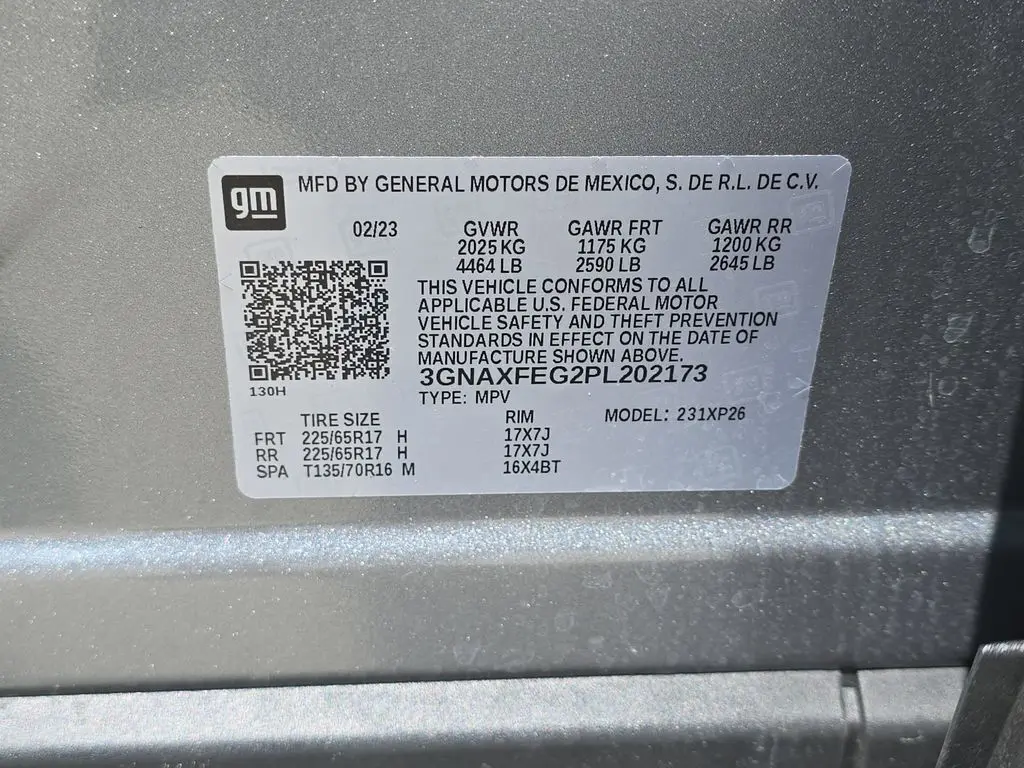 gm
MFD BY GENERAL MOTORS DE MEXICO, S. DE R.L. DE C.V.
02/23 GVWR GAWR FRT GAWR RR
2025 KG 1175 KG 1200 KG
4464 LB 2590 LB 2645 LB
THIS VEHICLE CONFORMS TO ALL
APPLICABLE U.S. FEDERAL MOTOR
VEHICLE SAFETY AND THEFT PREVENTION
STANDARDS IN EFFECT ON THE DATE OF
MANUFACTURE SHOWN ABOVE.
3GNAXFEG2PL202173
130H
TYPE: MPV
TIRE SIZE RIM MODEL: 231XP26
FRT 225/65R17 H 17X7J
RR 225/65R17 H 17X7J
SPA T135/70R16 M 16X4BT